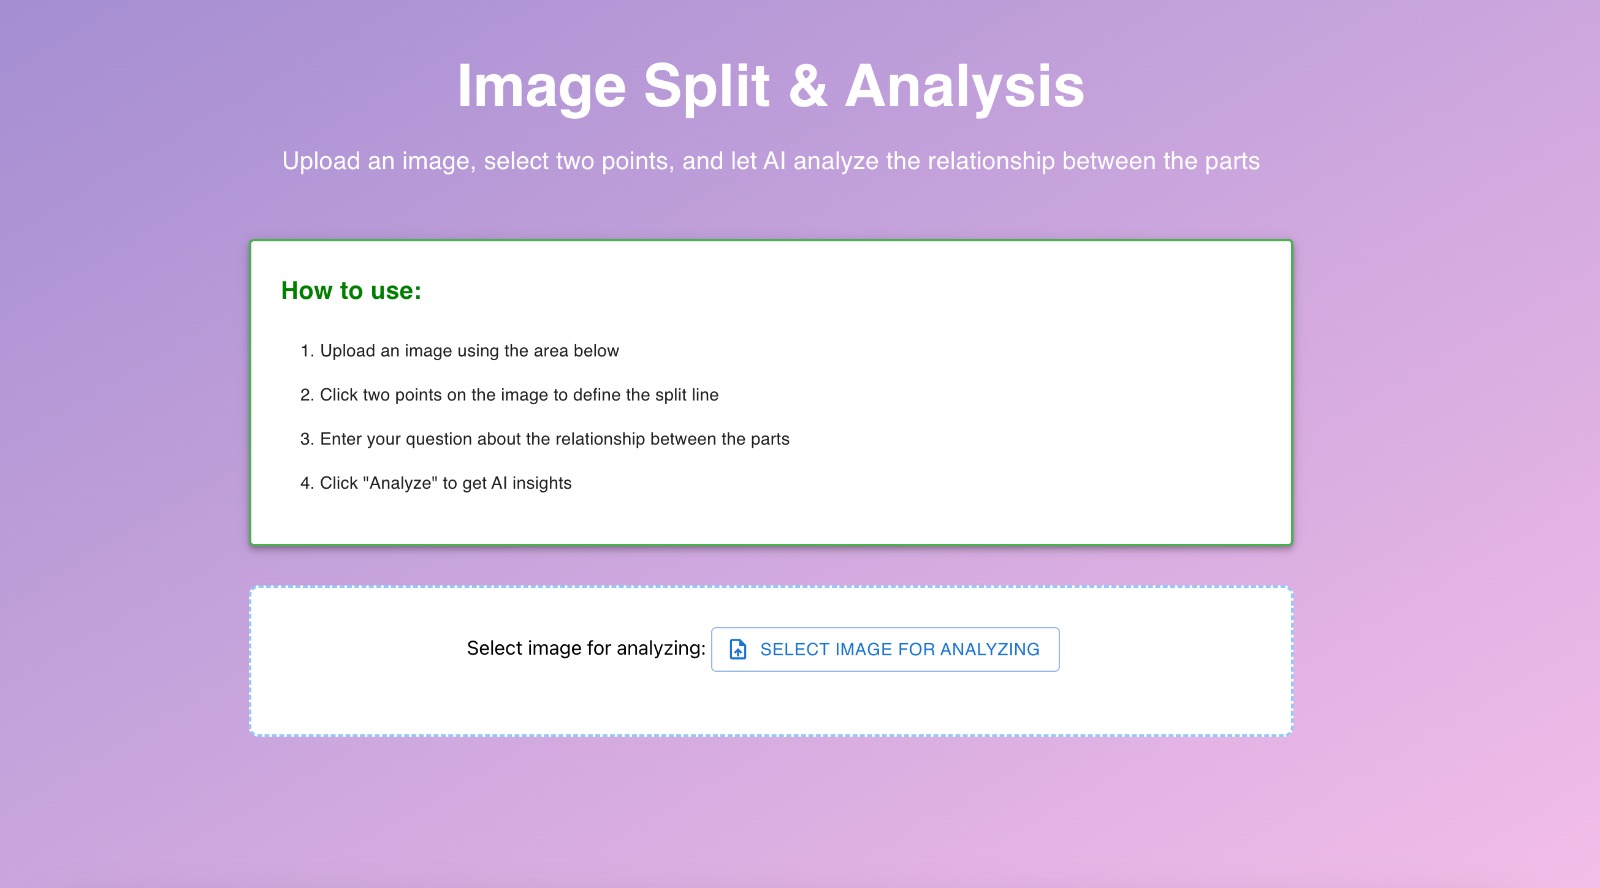 Image Split & Analysis
Upload an image, select two points, and let AI analyze the relationship between the parts
How to use:
1. Upload an image using the area below
2. Click two points on the image to define the split line
3. Enter your question about the relationship between the parts
4. Click "Analyze" to get AI insights
Select image for analyzing: SELECT IMAGE FOR ANALYZING